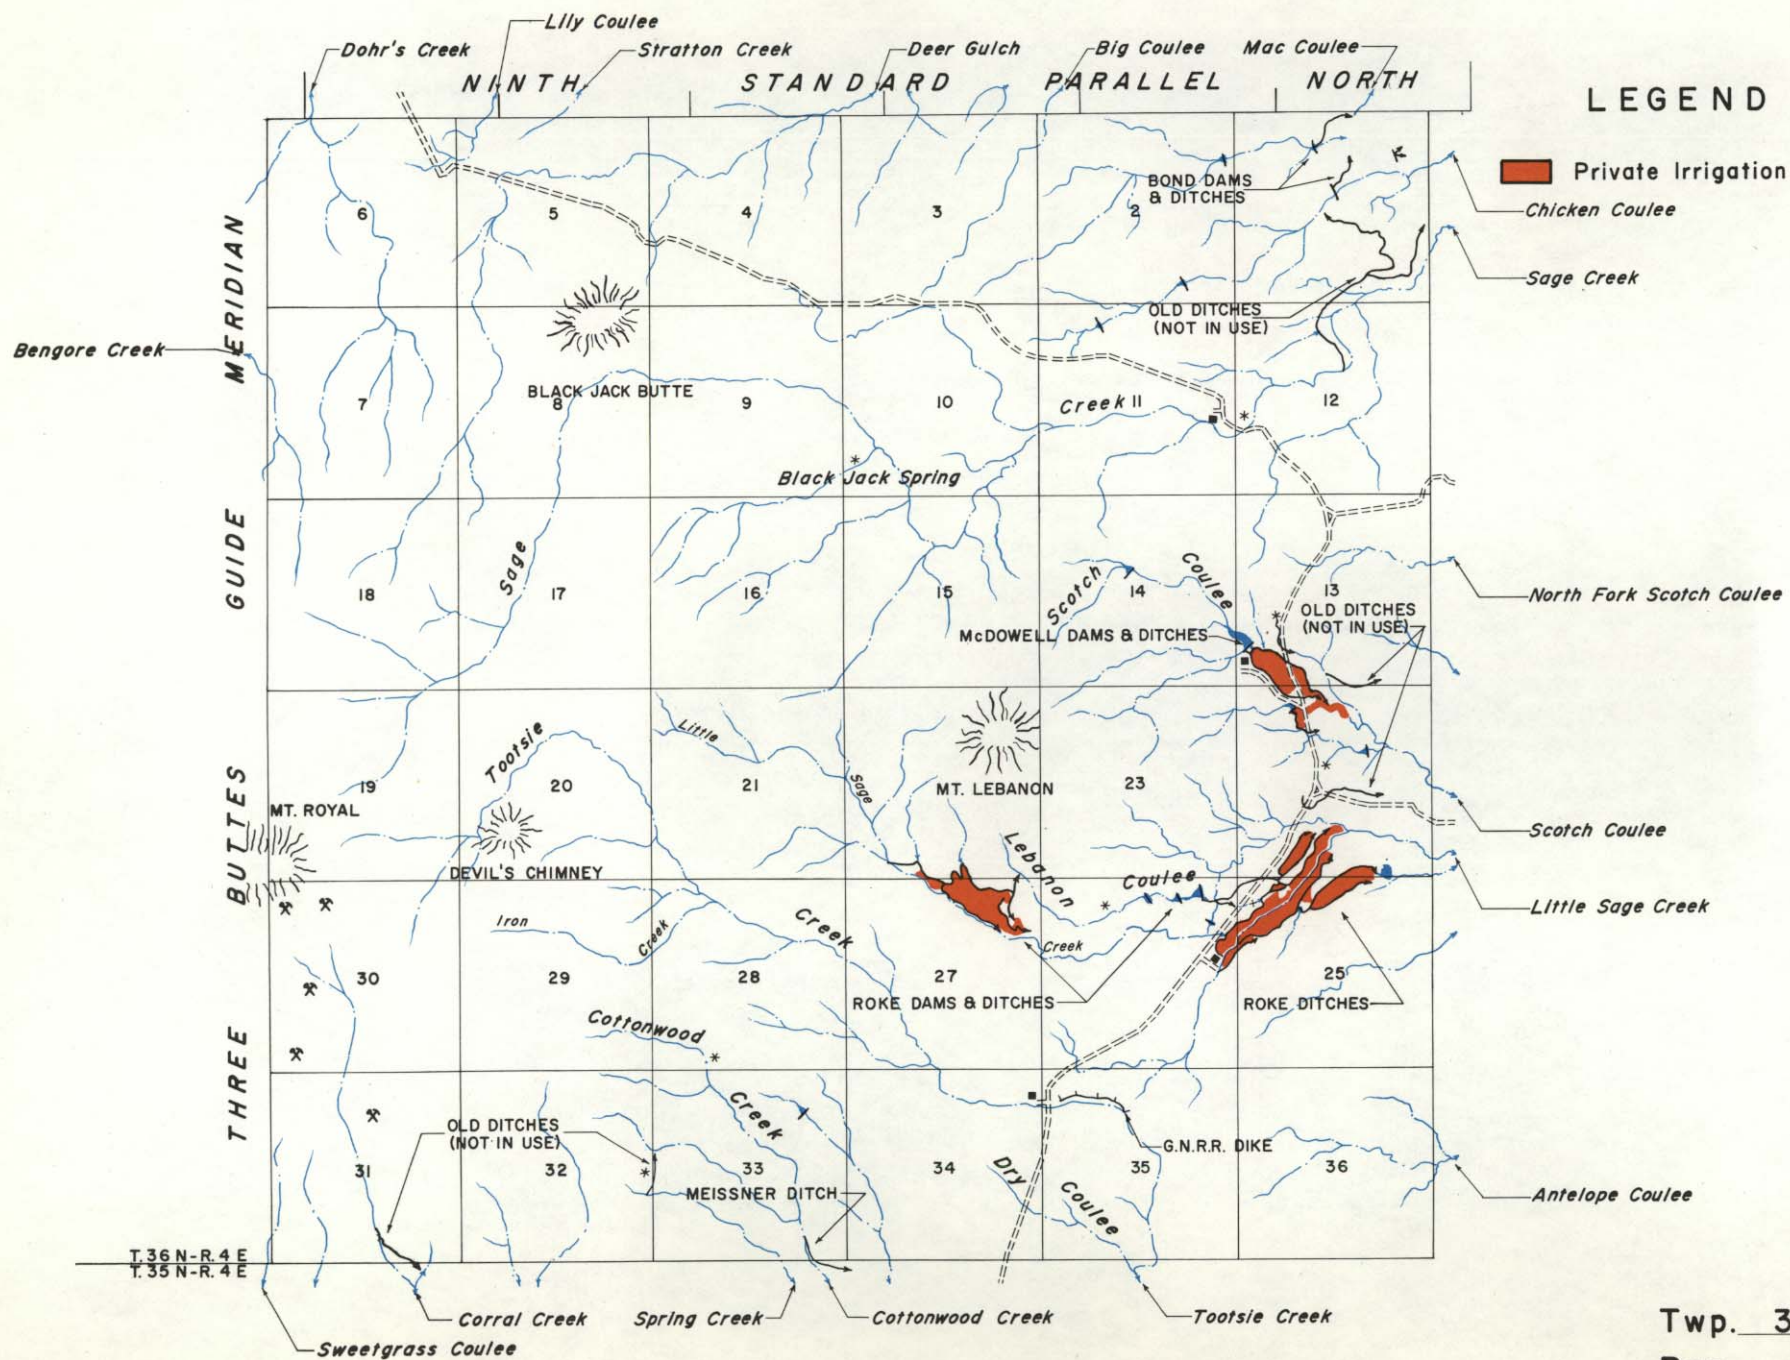 Lily Coulee
Dohr's Creek
Stratton Creek
Deer Gulch
Big Coulee
Mac Coulee
NINTH STANDARD PARALLEL NORTH
LEGEND
Private Irrigation
BOND DAMS
& DITCHES
6
5
4
3
2
Chicken Coulee
Sage Creek
OLD DITCHES
(NOT IN USE)
MERIDIAN
Bengore Creek
BLACK JACK BUTTE
7
8
9
10
Creek
11
12
Black Jack Spring
GUIDE
Sage
Scotch
Coulee
18
17
16
15
14
13
North Fork Scotch Coulee
OLD DITCHES
(NOT IN USE)
McDOWELL DAMS & DITCHES
Tootsie
Little
Sage
19
20
21
MT. LEBANON
23
MT. ROYAL
BUTTES
Scotch Coulee
DEVIL'S CHIMNEY
Lebanon
Coulee
Little Sage Creek
Iron
Creek
Creek
Creek
30
29
28
27
25
ROKE DAMS & DITCHES
ROKE DITCHES
Cottonwood
THREE
Creek
OLD DITCHES
(NOT IN USE)
G.N.R.R. DIKE
31
32
33
34
35
36
MEISSNER DITCH
Dry
Coulee
Antelope Coulee
T. 36 N-R. 4 E
T. 35 N-R. 4 E
Corral Creek
Spring Creek
Cottonwood Creek
Tootsie Creek
Sweetgrass Coulee
Twp. 3